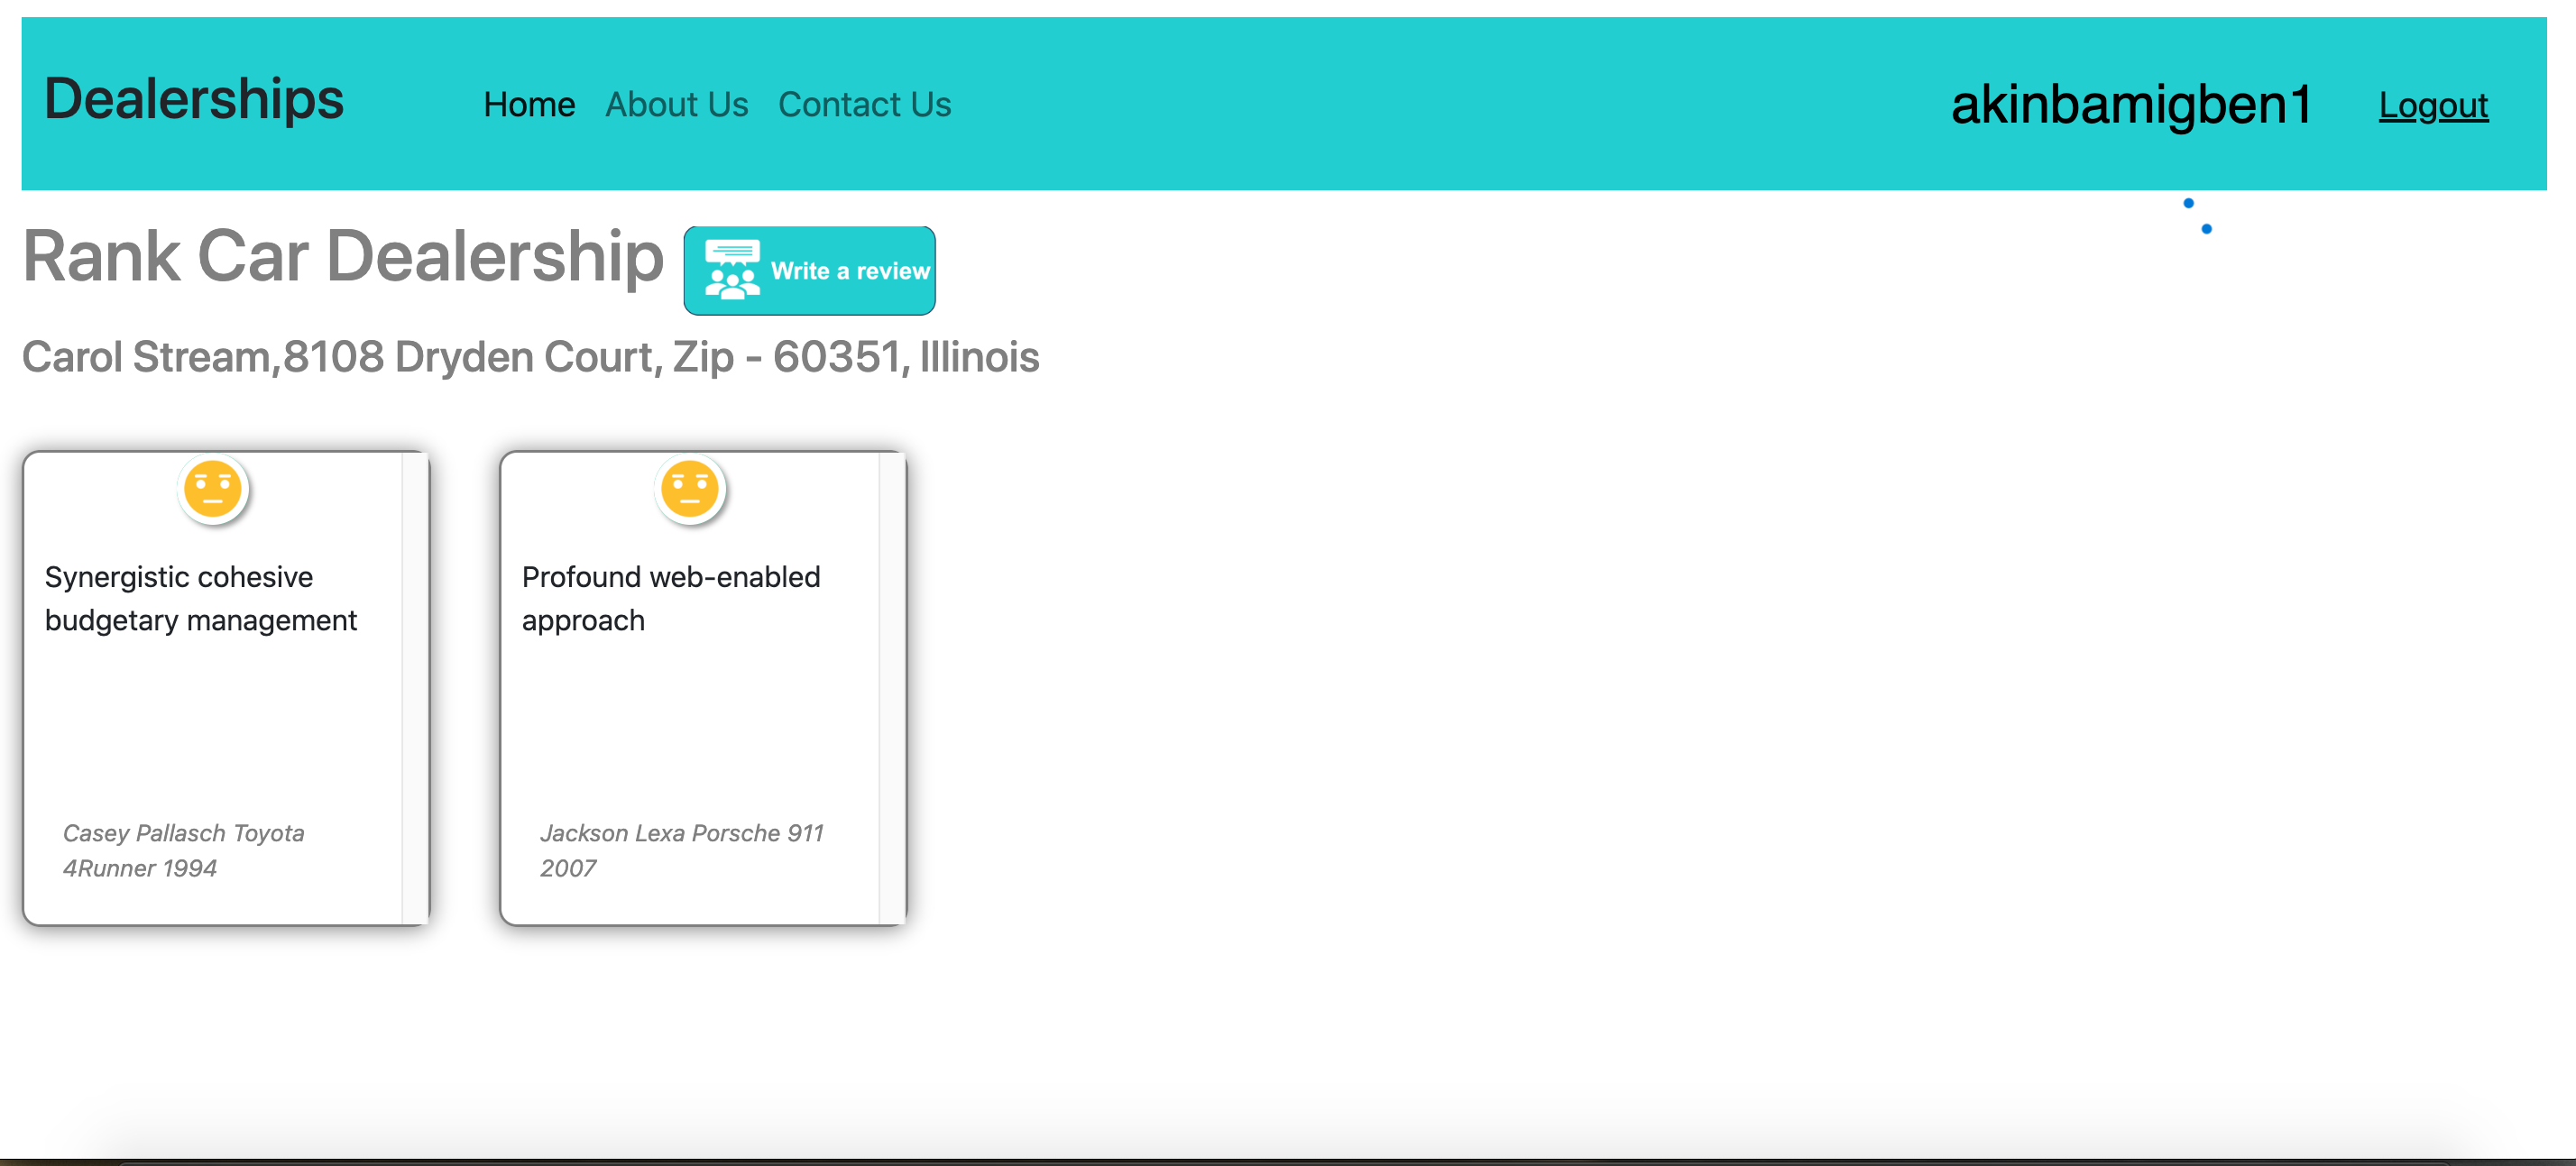 Dealerships
Home
About Us
Contact Us
akinbamigben1
Logout
Rank Car Dealership
Write a review
Carol Stream,8108 Dryden Court, Zip - 60351, Illinois
Synergistic cohesive
budgetary management
Casey Pallasch Toyota
4Runner 1994
Profound web-enabled
approach
Jackson Lexa Porsche 911
2007